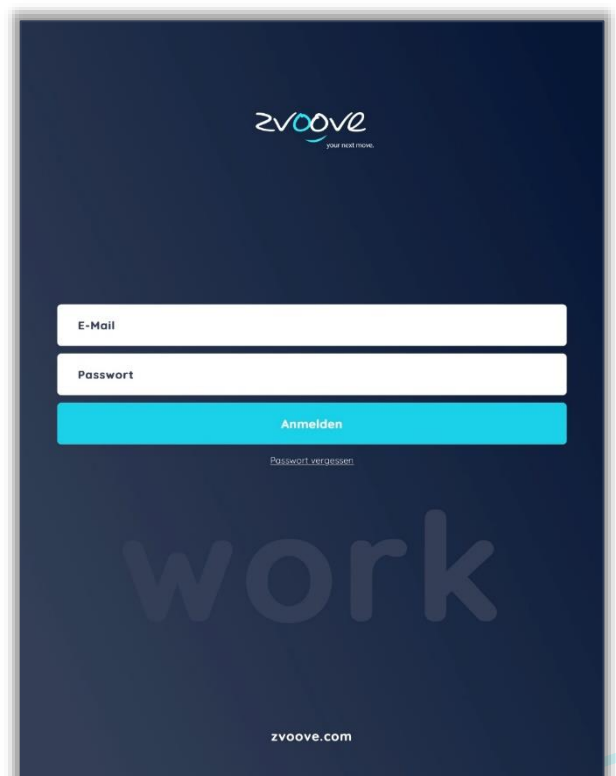 zvoove
your next move.
E-Mail
Passwort
Anmelden
Passwort vergessen
work
zvoove.com